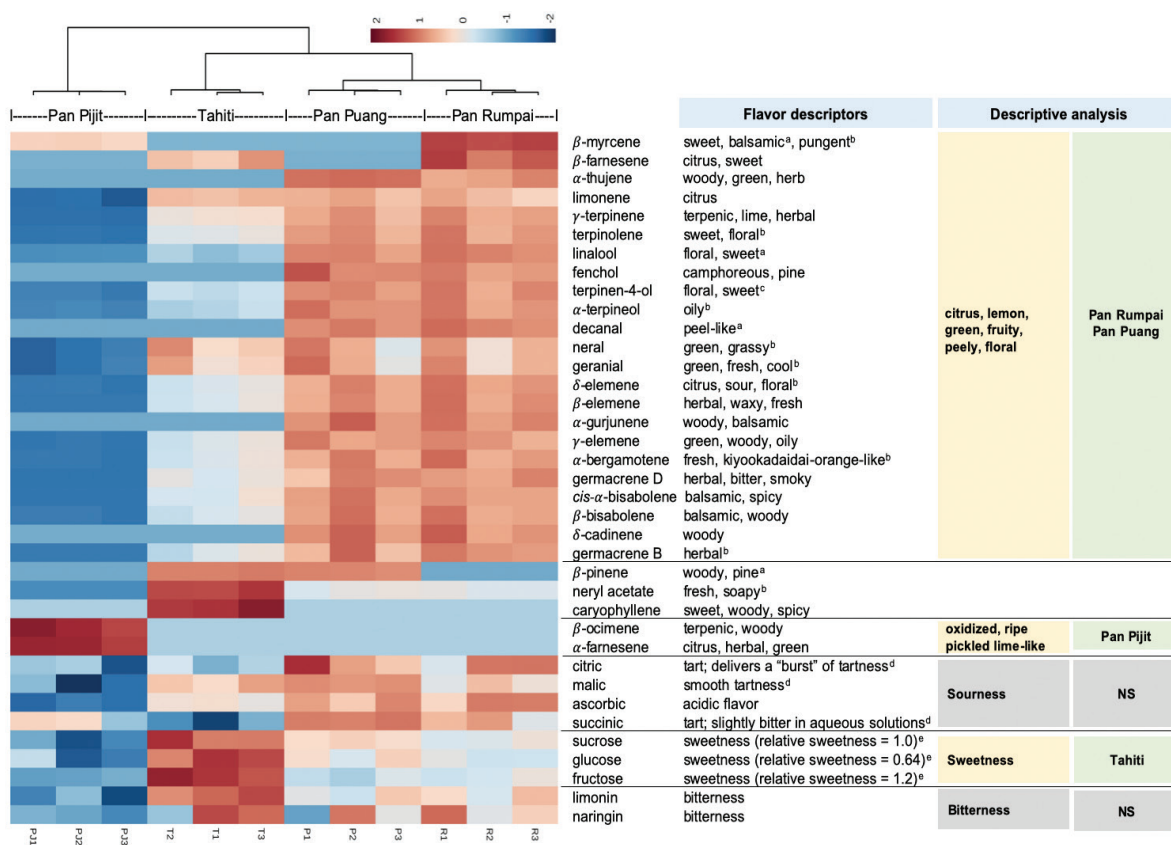 2 1 0 -1 -2
|-------Pan Pijit-------|-------Tahiti-------|-----Pan Puang-----|----Pan Rumpai----
Flavor descriptors Descriptive analysis
β-myrcene sweet, balsamicᵃ, pungentᵇ
β-farnesene citrus, sweet
α-thujene woody, green, herb
limonene citrus
γ-terpinene terpenic, lime, herbal
terpinolene sweet, floralᵇ
linalool floral, sweetᵃ
fenchol camphoreous, pine
terpinen-4-ol floral, sweetᶜ
α-terpineol oilyᵇ
decanal peel-likeᵃ
neral green, grassyᵇ
geranial green, fresh, coolᵇ
δ-elemene citrus, sour, floralᵇ
β-elemene herbal, waxy, fresh
α-gurjunene woody, balsamic
γ-elemene green, woody, oily
α-bergamotene fresh, kiyookadaidai-orange-likeᵇ
germacrene D herbal, bitter, smoky
cis-α-bisabolene balsamic, spicy
β-bisabolene balsamic, woody
δ-cadinene woody
germacrene B herbalᵇ
citrus, lemon,
green, fruity,
peely, floral
Pan Rumpai
Pan Puang
β-pinene woody, pineᵃ
neryl acetate fresh, soapyᵇ
caryophyllene sweet, woody, spicy
β-ocimene terpenic, woody
α-farnesene citrus, herbal, green
oxidized, ripe
pickled lime-like
Pan Pijit
citric tart; delivers a “burst” of tartnessᵈ
malic smooth tartnessᵈ
ascorbic acidic flavor
succinic tart; slightly bitter in aqueous solutionsᵈ
Sourness NS
sucrose sweetness (relative sweetness = 1.0)ᵉ
glucose sweetness (relative sweetness = 0.64)ᵉ
fructose sweetness (relative sweetness = 1.2)ᵉ
Sweetness Tahiti
limonin bitterness
naringin bitterness
Bitterness NS
PJ1 PJ2 PJ3 T2 T1 T3 P1 P2 P3 R1 R2 R3